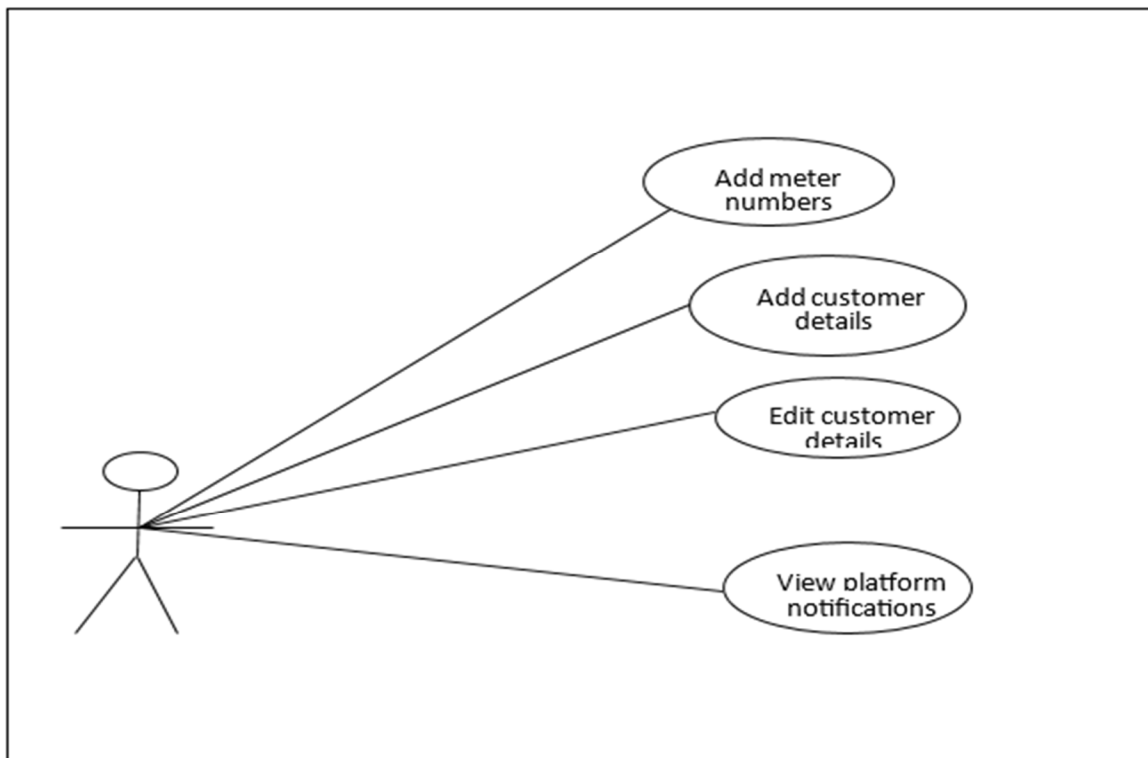 Add meter
numbers
Add customer
details
Edit customer
details
View platform
notifications